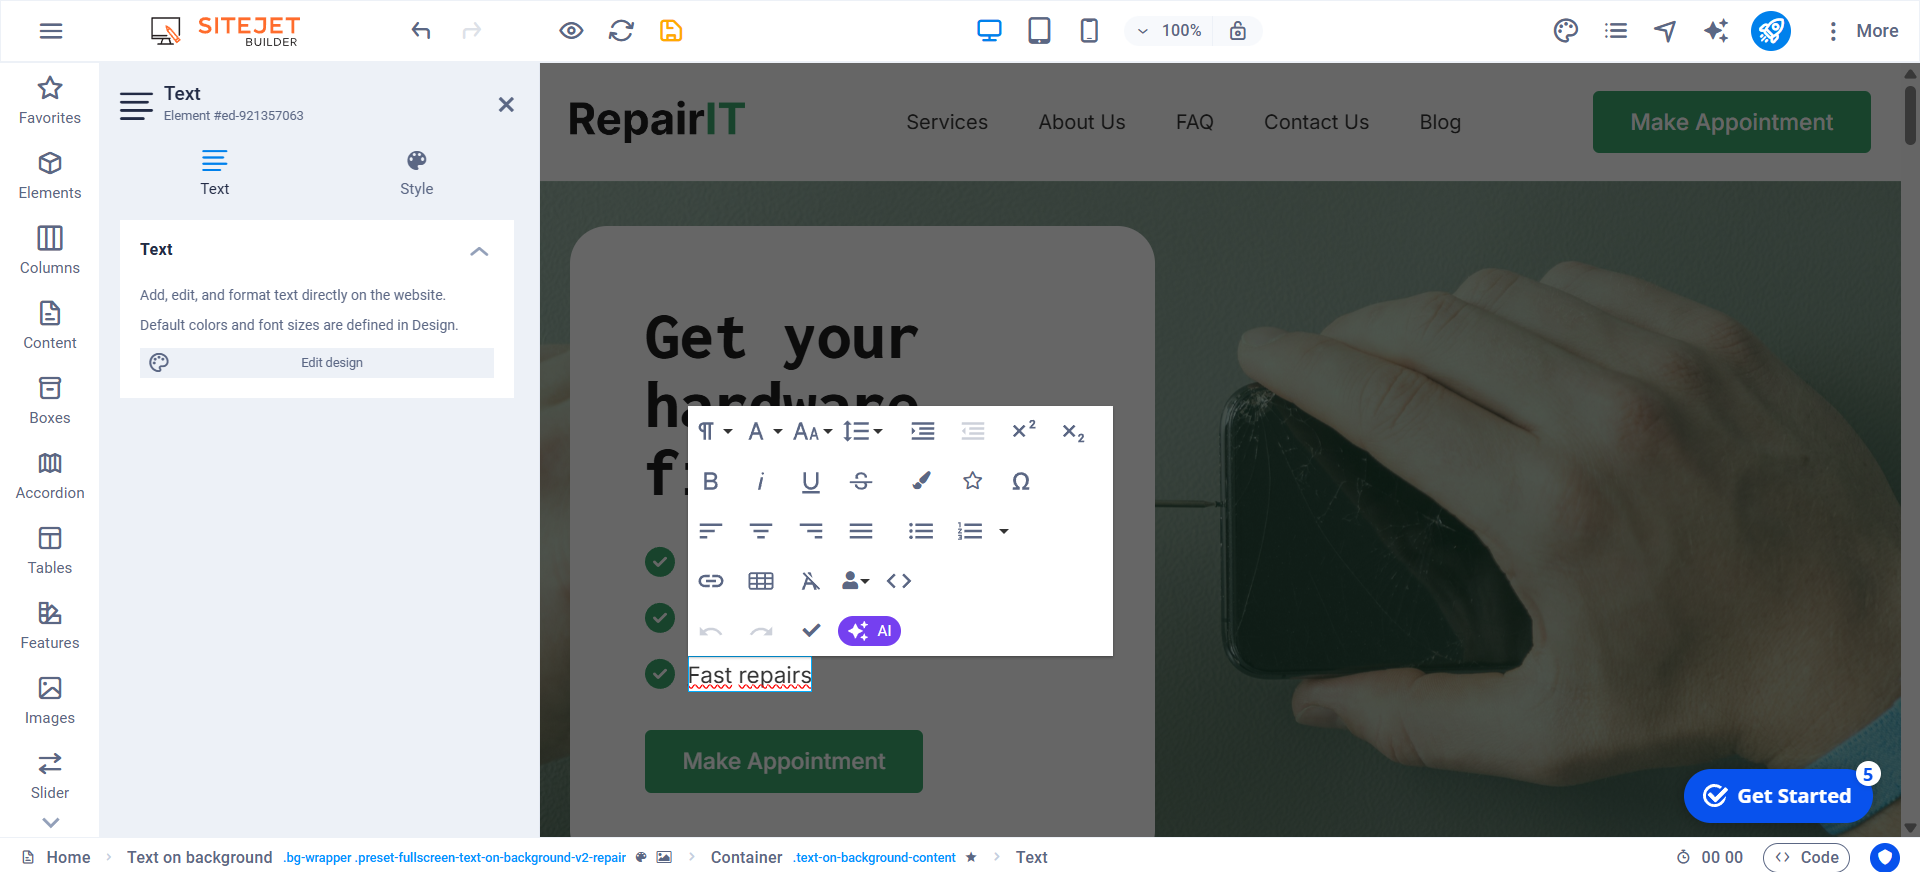 SITEJET
BUILDER
100%
More
Favorites
Elements
Columns
Content
Boxes
Accordion
Tables
Features
Images
Slider
Text
Element #ed-921357063
Text
Style
Text
Add, edit, and format text directly on the website.
Default colors and font sizes are defined in Design.
Edit design
RepairIT
Services
About Us
FAQ
Contact Us
Blog
Make Appointment
Get your
hardware
AI
Fast repairs
Make Appointment
5
Get Started
Home
Text on background .bg-wrapper .preset-fullscreen-text-on-background-v2-repair
Container .text-on-background-content
Text
00 00
Code